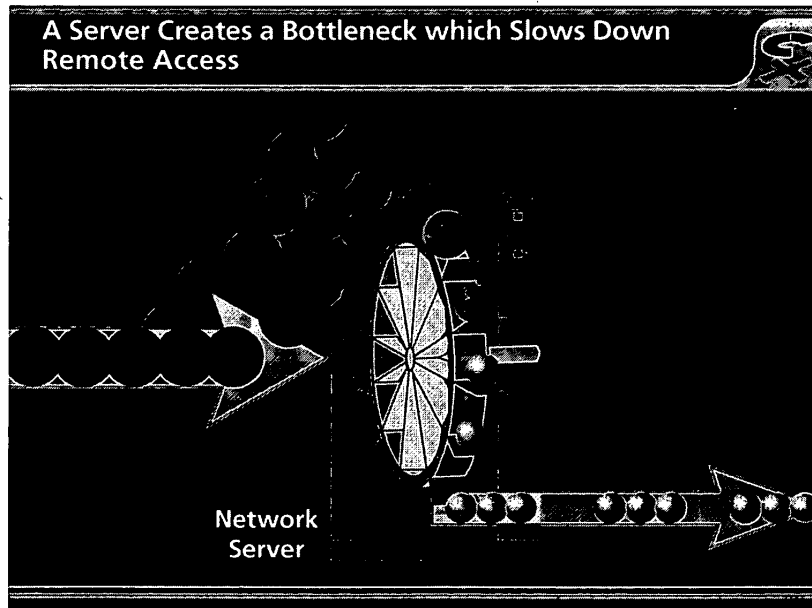 A Server Creates a Bottleneck which Slows Down
Remote Access
Network
Server